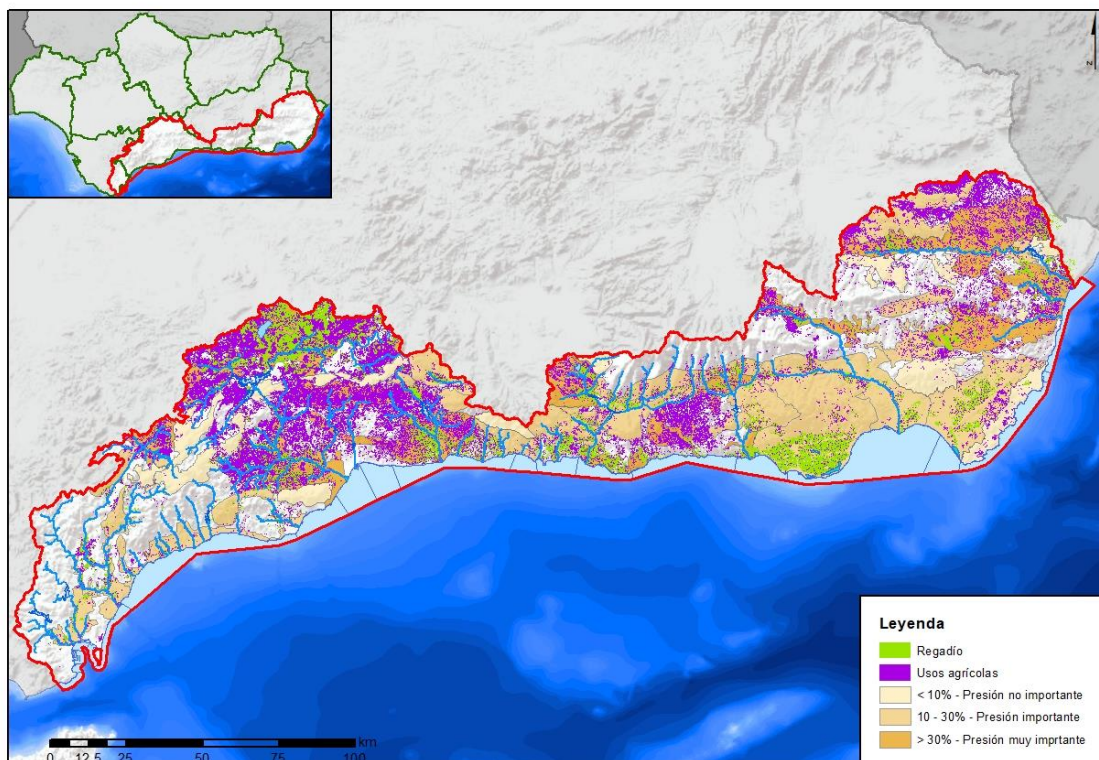 N
Leyenda
Regadío
Usos agrícolas
< 10% - Presión no importante
10 - 30% - Presión importante
> 30% - Presión muy imprtante
km
0 12,5 25 50 75 100